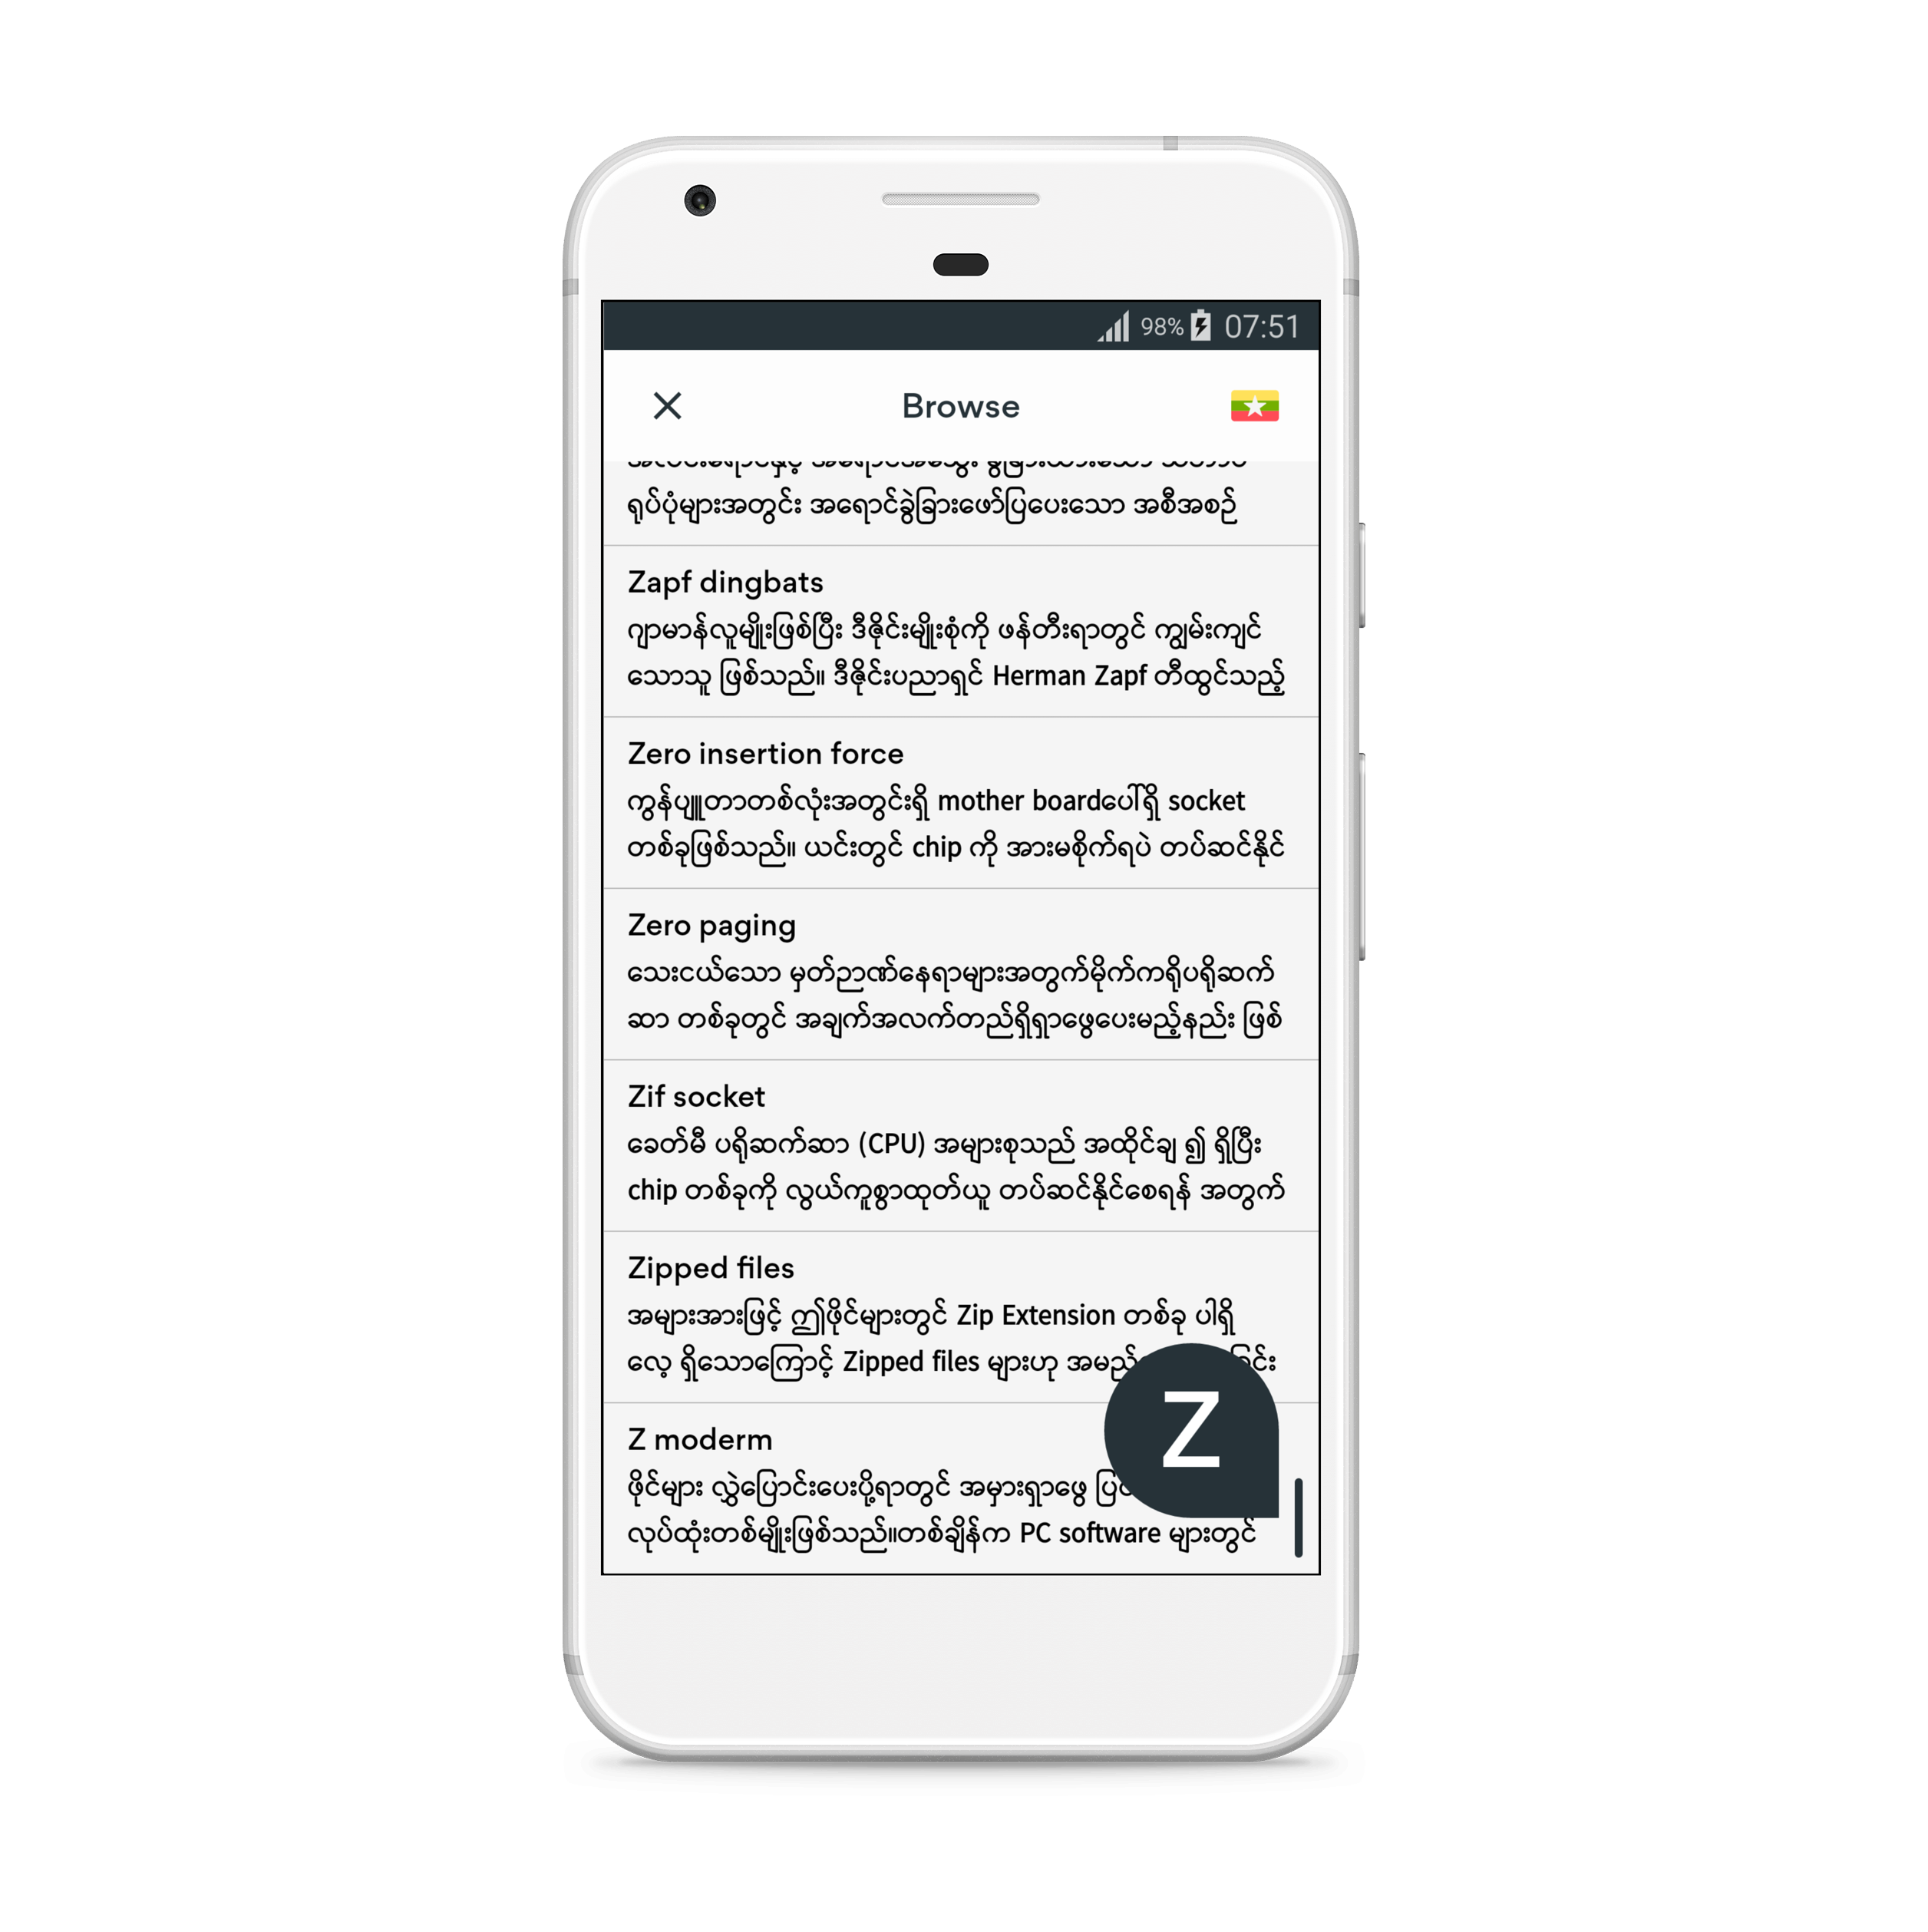 98% 07:51
Browse
ရုပ်ပုံများအတွင်း အရောင်ခွဲခြားဖော်ပြပေးသော အစီအစဉ်
Zapf dingbats
ဂျာမာန်လူမျိုးဖြစ်ပြီး ဒီဇိုင်းမျိုးစုံကို ဖန်တီးရာတွင် ကျွမ်းကျင်
သောသူ ဖြစ်သည်။ ဒီဇိုင်းပညာရှင် Herman Zapf တီထွင်သည့်
Zero insertion force
ကွန်ပျူတာတစ်လုံးအတွင်းရှိ mother boardပေါ်ရှိ socket
တစ်ခုဖြစ်သည်။ ယင်းတွင် chip ကို အားမစိုက်ရပဲ တပ်ဆင်နိုင်
Zero paging
သေးငယ်သော မှတ်ဉာဏ်နေရာများအတွက်မိုက်ကရိုပရိုဆက်
ဆာ တစ်ခုတွင် အချက်အလက်တည်ရှိရှာဖွေပေးမည့်နည်း ဖြစ်
Zif socket
ခေတ်မီ ပရိုဆက်ဆာ (CPU) အများစုသည် အထိုင်ချ ၍ ရှိပြီး
chip တစ်ခုကို လွယ်ကူစွာထုတ်ယူ တပ်ဆင်နိုင်စေရန် အတွက်
Zipped files
အများအားဖြင့် ဤဖိုင်များတွင် Zip Extension တစ်ခု ပါရှိ
လေ့ ရှိသောကြောင့် Zipped files များဟု
Z
Z moderm
ဖိုင်များ လွှဲပြောင်းပေးပို့ရာတွင် အမှားရှာဖွေ
လုပ်ထုံးတစ်မျိုးဖြစ်သည်။တစ်ချိန်က PC software များတွင်